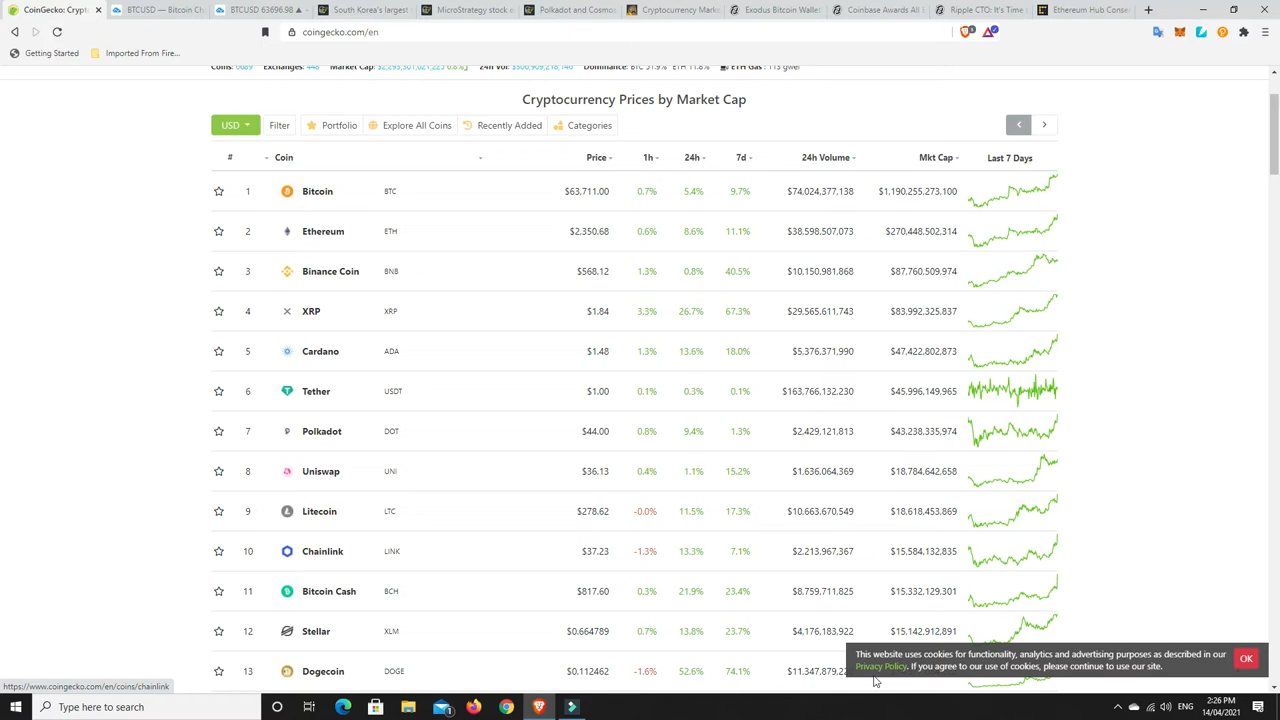 CoinGecko: Crypto
BTCUSD — Bitcoin Ch
BTCUSD 63696.98 ▲
South Korea's largest
MicroStrategy stock e
Polkadot and Cosmos
Cryptocurrency Mark
Exodus Bitcoin Wallet
Coinbase Awards All
Ripple CTO: It's Time
Ethereum Hub Conse
coingecko.com/en
Getting Started
Imported From Fire...
Coins: 6689 Exchanges: 448 Market Cap: 24h Vol: Dominance: BTC 51.9% ETH 11.8% ETH Gas: 113 gwei
Cryptocurrency Prices by Market Cap
USD Filter Portfolio Explore All Coins Recently Added Categories
# Coin Price 1h 24h 7d 24h Volume Mkt Cap Last 7 Days
1 Bitcoin BTC $63,711.00 0.7% 5.4% 9.7% $74,024,377,138 $1,190,255,273,100
2 Ethereum ETH $2,350.68 0.6% 8.6% 11.1% $38,598,507,073 $270,448,502,314
3 Binance Coin BNB $568.12 1.3% 0.8% 40.5% $10,150,981,868 $87,760,509,974
4 XRP XRP $1.84 3.3% 26.7% 67.3% $29,565,611,743 $83,992,325,837
5 Cardano ADA $1.48 1.3% 13.6% 18.0% $5,376,371,990 $47,422,802,873
6 Tether USDT $1.00 0.1% 0.3% 0.1% $163,766,132,230 $45,996,149,965
7 Polkadot DOT $44.00 0.8% 9.4% 1.3% $2,429,121,813 $43,238,335,974
8 Uniswap UNI $36.13 0.4% 1.1% 15.2% $1,636,064,369 $18,784,642,658
9 Litecoin LTC $278.62 -0.0% 11.5% 17.3% $10,663,670,549 $18,618,453,869
10 Chainlink LINK $37.23 -1.3% 13.3% 7.1% $2,213,967,367 $15,584,132,835
11 Bitcoin Cash BCH $817.60 0.3% 21.9% 23.4% $8,759,711,825 $15,332,129,301
12 Stellar XLM $0.664789 0.7% 13.8% 23.7% $4,176,183,922 $15,142,912,891
13 Dogecoin DOGE $0.112462 -1.6% 52.6% 74.1%
This website uses cookies for functionality, analytics and advertising purposes as described in our
Privacy Policy. If you agree to our use of cookies, please continue to use our site.
OK
https://www.coingecko.com/en/coins/chainlink
Type here to search
ENG
2:26 PM
14/04/2021